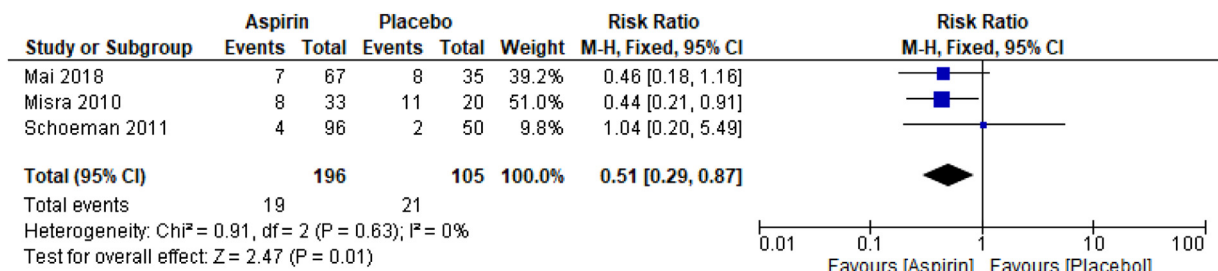 Aspirin Placebo Risk Ratio Risk Ratio
Study or Subgroup Events Total Events Total Weight M-H, Fixed, 95% CI M-H, Fixed, 95% CI
Mai 2018 7 67 8 35 39.2% 0.46 [0.18, 1.16]
Misra 2010 8 33 11 20 51.0% 0.44 [0.21, 0.91]
Schoeman 2011 4 96 2 50 9.8% 1.04 [0.20, 5.49]
Total (95% CI) 196 105 100.0% 0.51 [0.29, 0.87]
Total events 19 21
Heterogeneity: Chi² = 0.91, df = 2 (P = 0.63); I² = 0%
Test for overall effect: Z = 2.47 (P = 0.01)
0.01 0.1 1 10 100
Favours [Aspirin] Favours [Placebo]